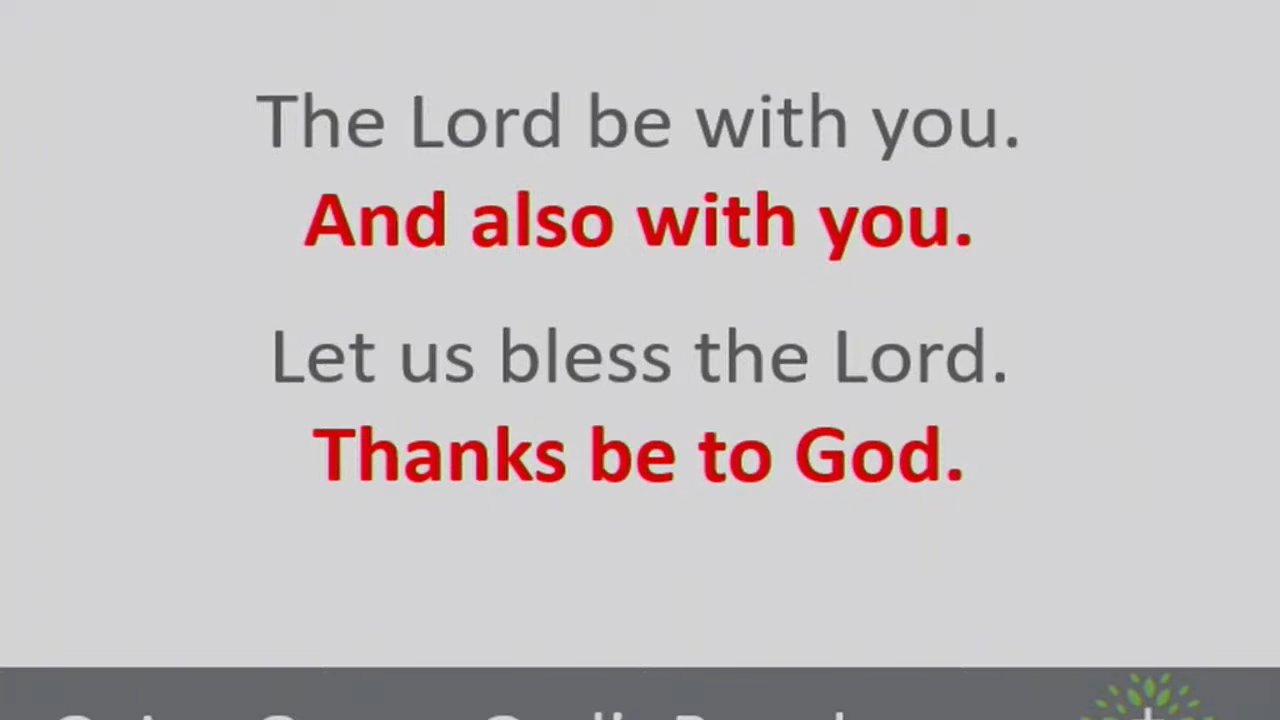 The Lord be with you.
And also with you.
Let us bless the Lord.
Thanks be to God.